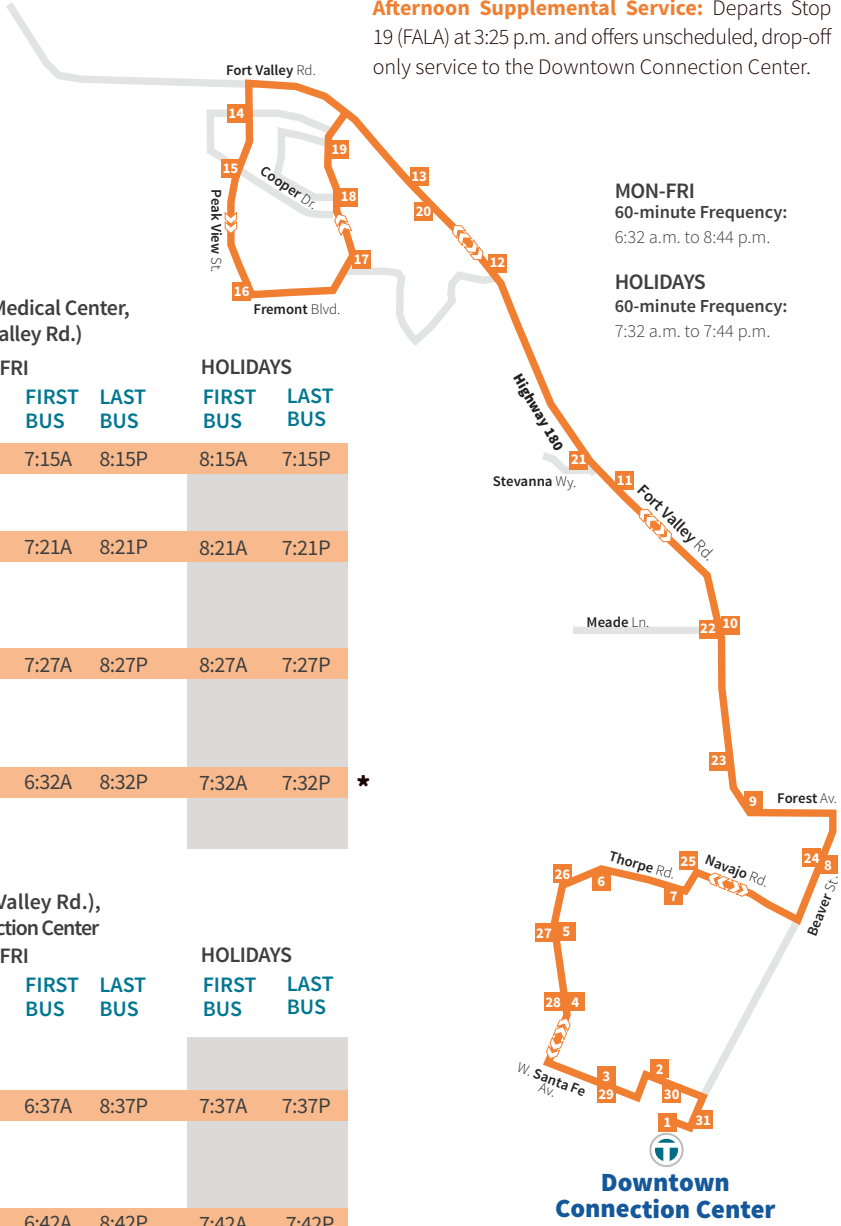 Afternoon Supplemental Service: Departs Stop
19 (FALA) at 3:25 p.m. and offers unscheduled, drop-off
only service to the Downtown Connection Center.
Fort Valley Rd.
14
15
19
Cooper Dr.
18
Peak View St.
17
16
Fremont Blvd.
13
20
12
MON-FRI
60-minute Frequency:
6:32 a.m. to 8:44 p.m.
HOLIDAYS
60-minute Frequency:
7:32 a.m. to 7:44 p.m.
Highway 180
21
Stevanna Wy.
11
Fort Valley Rd.
Meade Ln.
22 10
23
9
Forest Av.
24 8
Beaver St.
Thorpe Rd.
25
Navajo Rd.
26
6
7
27 5
28 4
W. Santa Fe
Av.
3
29
2
30
1
31
Downtown
Connection Center
Medical Center,
Valley Rd.)
FRI HOLIDAYS
FIRST LAST FIRST LAST
BUS BUS BUS BUS
7:15A 8:15P 8:15A 7:15P
7:21A 8:21P 8:21A 7:21P
7:27A 8:27P 8:27A 7:27P
6:32A 8:32P 7:32A 7:32P *
Valley Rd.),
ction Center
FRI HOLIDAYS
FIRST LAST FIRST LAST
BUS BUS BUS BUS
6:37A 8:37P 7:37A 7:37P
6:42A 8:42P 7:42A 7:42P